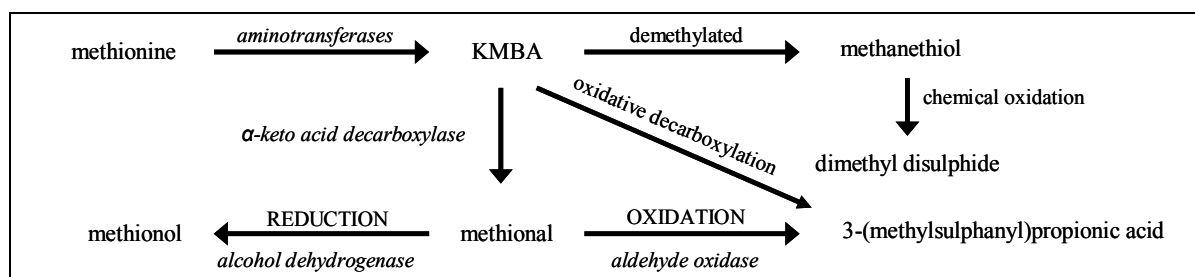 methionine aminotransferases KMBA demethylated methanethiol
oxidative decarboxylation
chemical oxidation
α-keto acid decarboxylase
dimethyl disulphide
methionol REDUCTION methional OXIDATION 3-(methylsulphanyl)propionic acid
alcohol dehydrogenase aldehyde oxidase